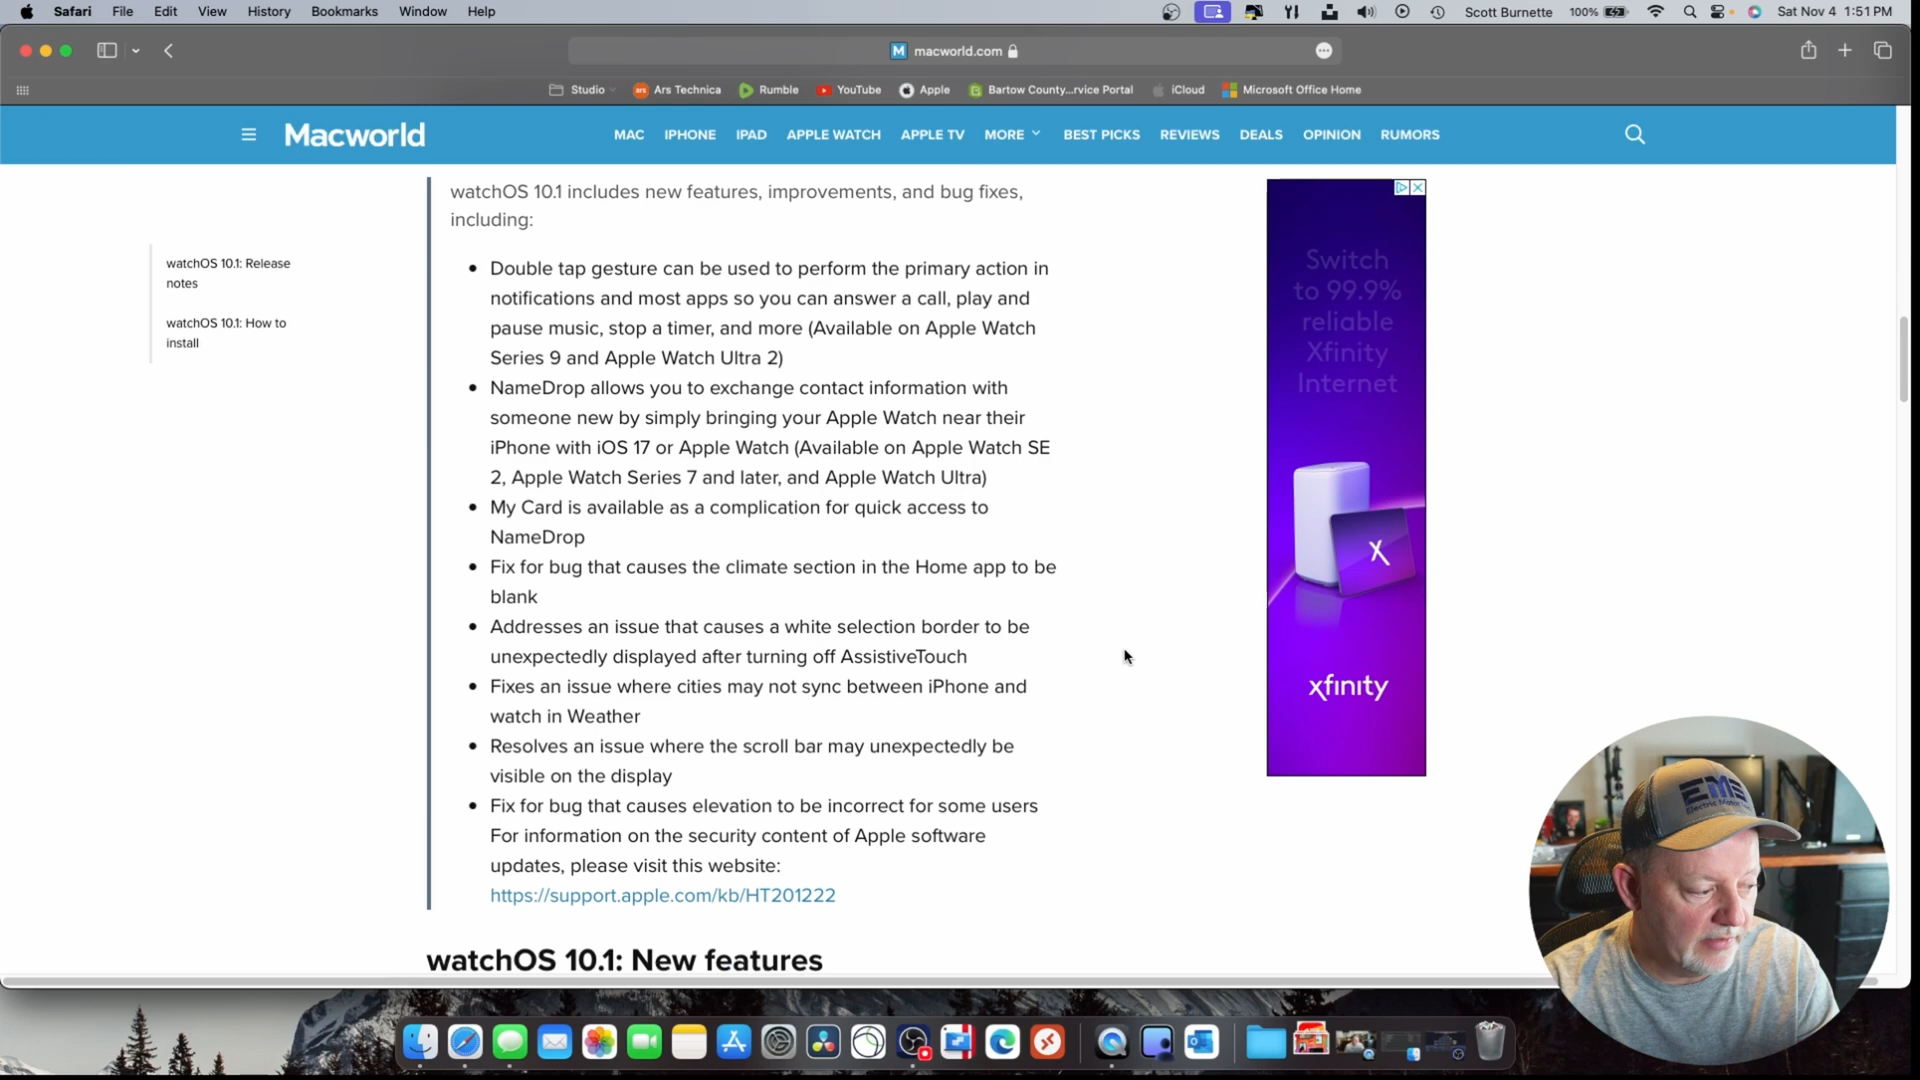 Safari File Edit View History Bookmarks Window Help Scott Burnette 100% Sat Nov 4 1:51 PM
M macworld.com
Studio ars Ars Technica Rumble YouTube Apple Bartow County...rvice Portal iCloud Microsoft Office Home
Macworld MAC IPHONE IPAD APPLE WATCH APPLE TV MORE BEST PICKS REVIEWS DEALS OPINION RUMORS
watchOS 10.1: Release
notes
watchOS 10.1: How to
install
watchOS 10.1 includes new features, improvements, and bug fixes,
including:
• Double tap gesture can be used to perform the primary action in
notifications and most apps so you can answer a call, play and
pause music, stop a timer, and more (Available on Apple Watch
Series 9 and Apple Watch Ultra 2)
• NameDrop allows you to exchange contact information with
someone new by simply bringing your Apple Watch near their
iPhone with iOS 17 or Apple Watch (Available on Apple Watch SE
2, Apple Watch Series 7 and later, and Apple Watch Ultra)
• My Card is available as a complication for quick access to
NameDrop
• Fix for bug that causes the climate section in the Home app to be
blank
• Addresses an issue that causes a white selection border to be
unexpectedly displayed after turning off AssistiveTouch
• Fixes an issue where cities may not sync between iPhone and
watch in Weather
• Resolves an issue where the scroll bar may unexpectedly be
visible on the display
• Fix for bug that causes elevation to be incorrect for some users
For information on the security content of Apple software
updates, please visit this website:
https://support.apple.com/kb/HT201222
watchOS 10.1: New features
Switch
to 99.9%
reliable
Xfinity
Internet
X
xfinity
EMS
Electric Motor